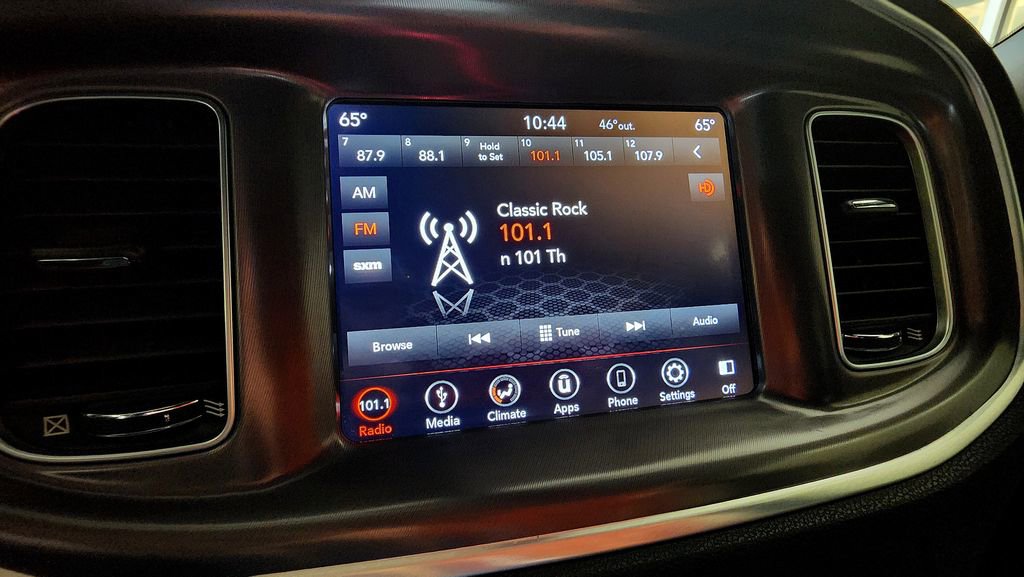 65° 10:44 46°out. 65°
7 87.9 8 88.1 9 Hold to Set 10 101.1 11 105.1 12 107.9
AM
HD
FM
sxm
Classic Rock
101.1
n 101 Th
Browse Tune Audio
101.1
Radio Media Climate Apps Phone Settings Off